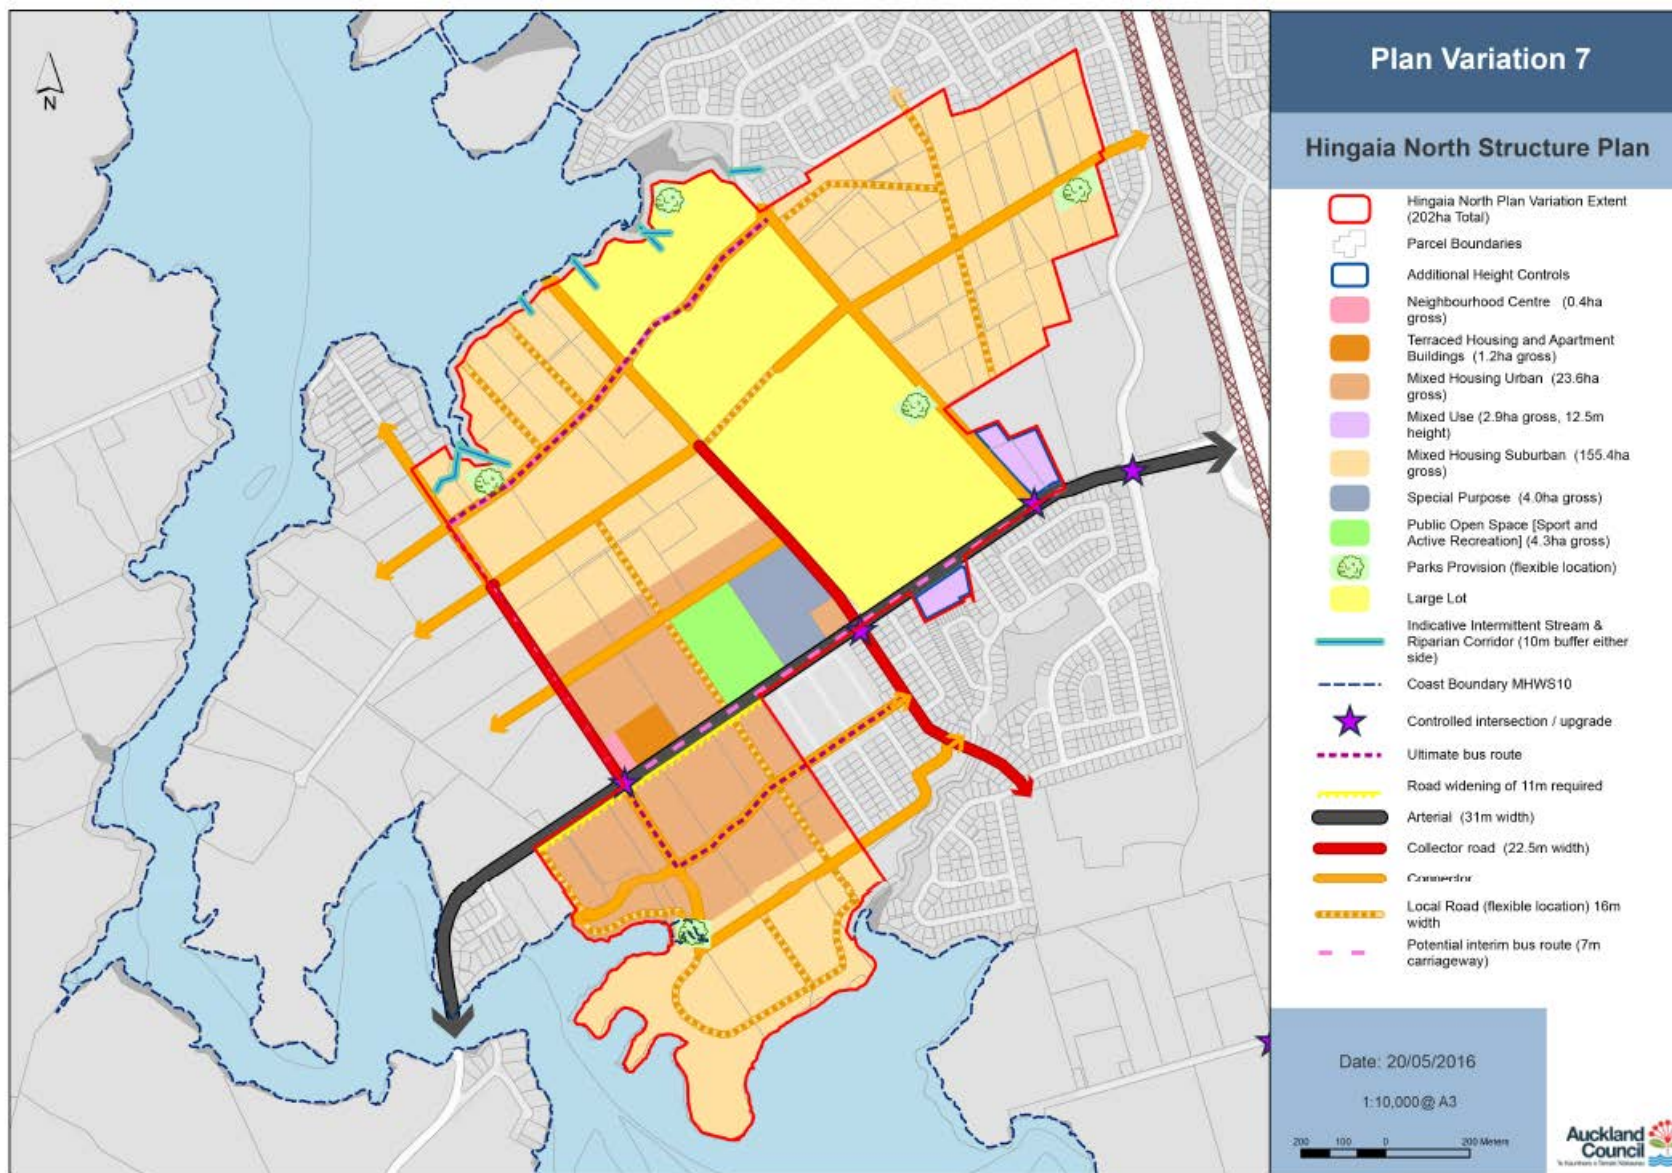 N
Plan Variation 7
Hingaia North Structure Plan
Hingaia North Plan Variation Extent
(202ha Total)
Parcel Boundaries
Additional Height Controls
Neighbourhood Centre (0.4ha
gross)
Terraced Housing and Apartment
Buildings (1.2ha gross)
Mixed Housing Urban (23.6ha
gross)
Mixed Use (2.9ha gross, 12.5m
height)
Mixed Housing Suburban (155.4ha
gross)
Special Purpose (4.0ha gross)
Public Open Space [Sport and
Active Recreation] (4.3ha gross)
Parks Provision (flexible location)
Large Lot
Indicative Intermittent Stream &
Riparian Corridor (10m buffer either
side)
Coast Boundary MHWS10
Controlled intersection / upgrade
Ultimate bus route
Road widening of 11m required
Arterial (31m width)
Collector road (22.5m width)
Connector
Local Road (flexible location) 16m
width
Potential interim bus route (7m
carriageway)
Date: 20/05/2016
1:10,000 @ A3
200 100 0 200 Meters
Auckland
Council